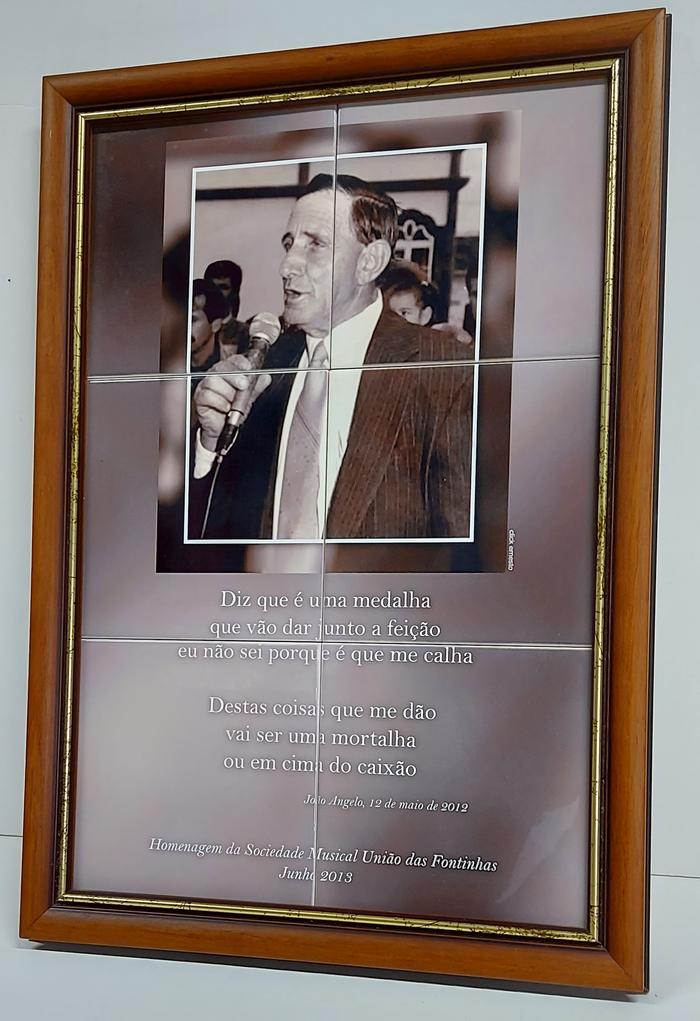 click ernesto
Diz que é uma medalha
que vão dar junto a feição
eu não sei porque é que me calha
Destas coisas que me dão
vai ser uma mortalha
ou em cima do caixão
João Angelo, 12 de maio de 2012
Homenagem da Sociedade Musical União das Fontinhas
Junho 2013